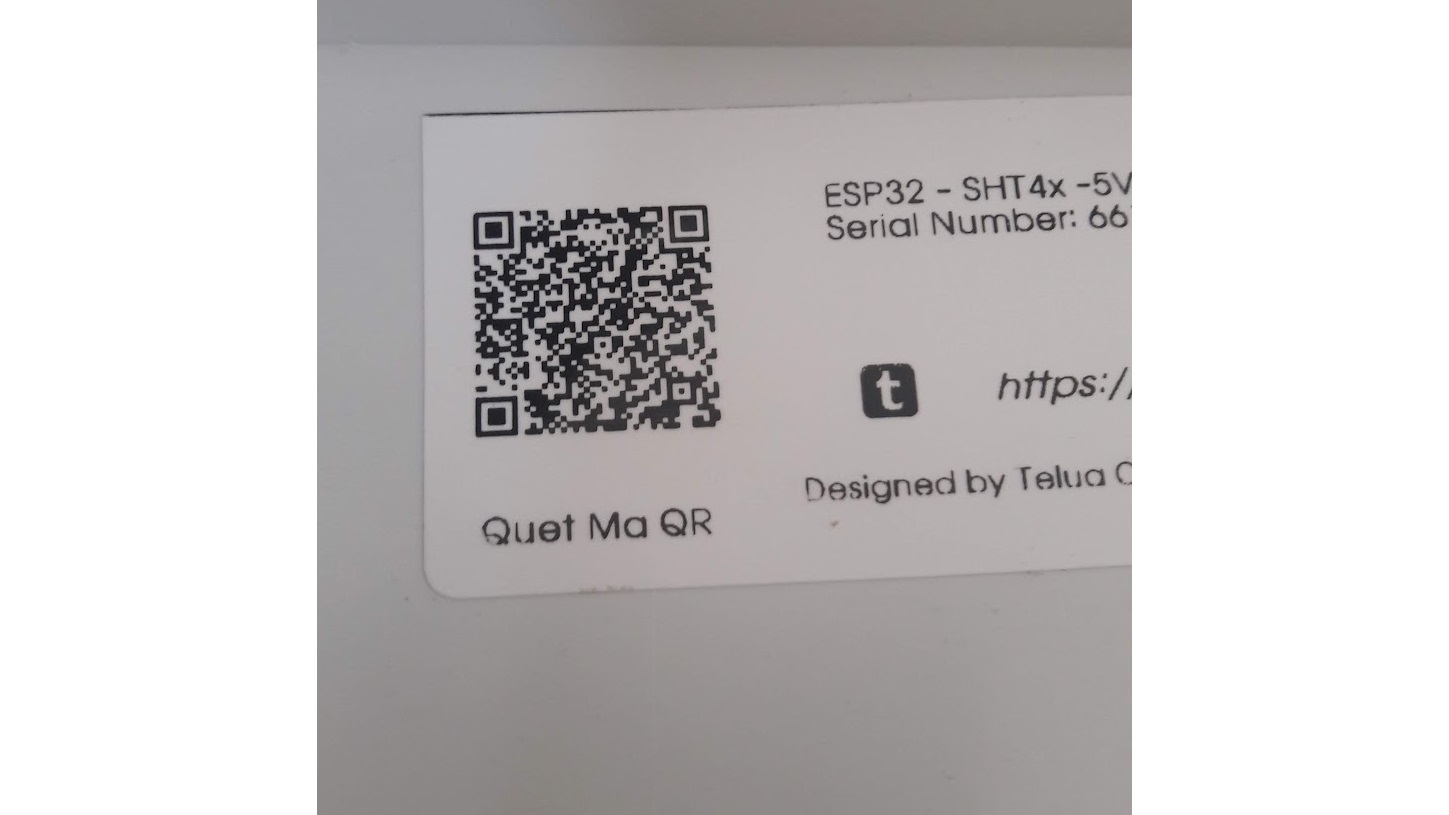 ESP32 - SHT4x -5V
Serial Number: 66
t
https:/
Designed by Telua
Quet Ma QR